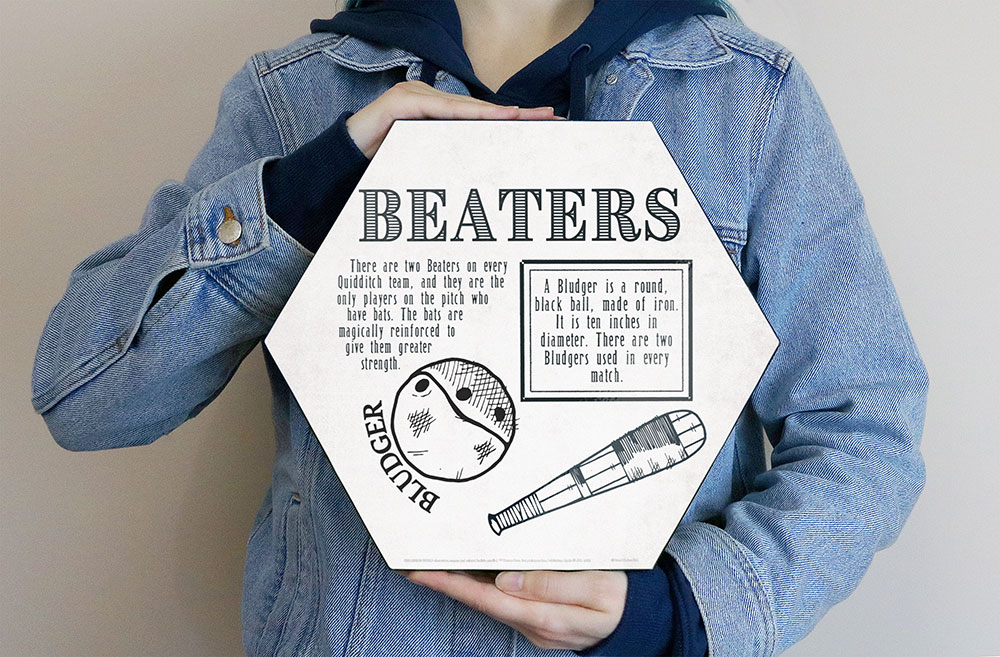 BEATERS
There are two Beaters on every
Quidditch team, and they are the
only players on the pitch who
have bats. The bats are
magically reinforced to
give them greater
strength.
A Bludger is a round,
black ball, made of iron.
It is ten inches in
diameter. There are two
Bludgers used in every
match.
BLUDGER